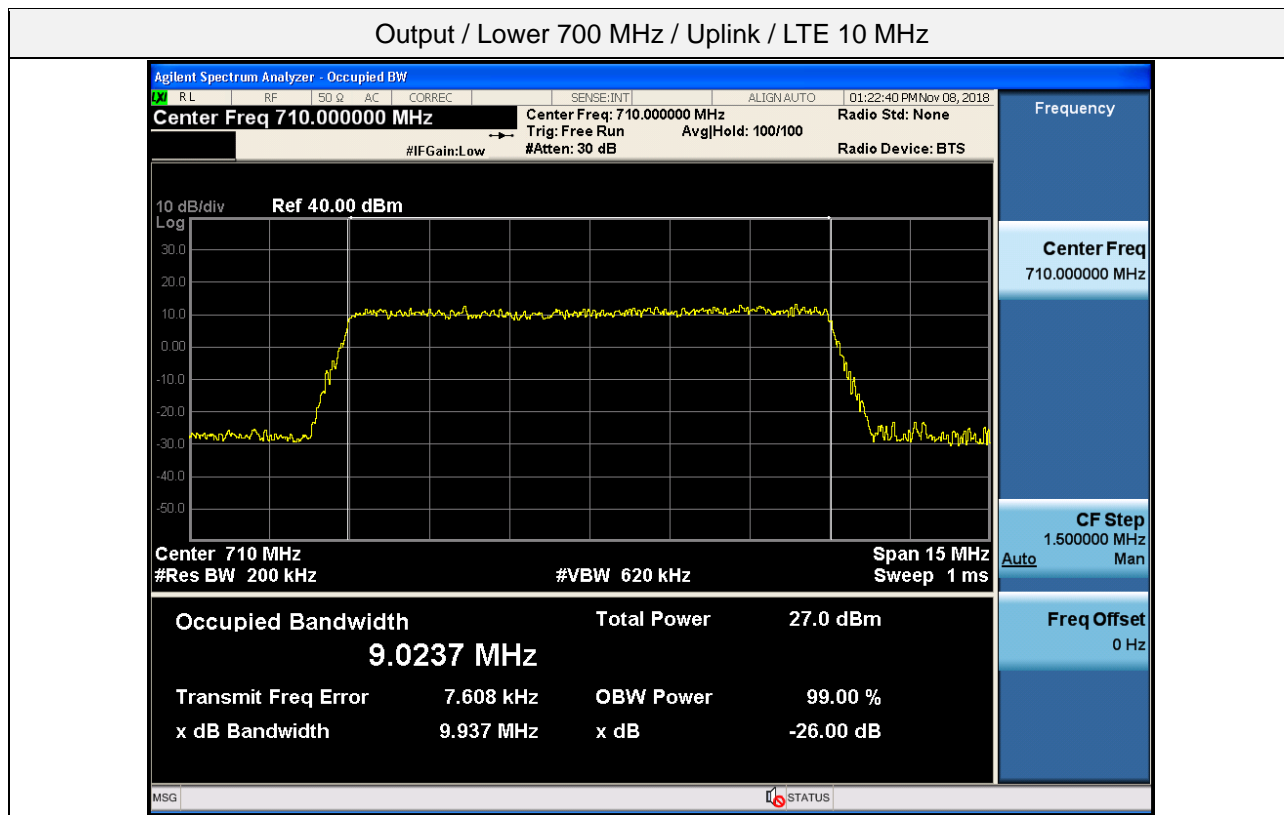 Output / Lower 700 MHz / Uplink / LTE 10 MHz
Agilent Spectrum Analyzer - Occupied BW
LXI RL RF 50 Ω AC CORREC SENSE:INT ALIGN AUTO 01:22:40 PM Nov 08, 2018
Center Freq 710.000000 MHz
Center Freq: 710.000000 MHz
Radio Std: None
Trig: Free Run Avg|Hold: 100/100
#IFGain:Low #Atten: 30 dB
Radio Device: BTS
Frequency
10 dB/div Ref 40.00 dBm
Log
30.0
20.0
10.0
0.00
-10.0
-20.0
-30.0
-40.0
-50.0
Center 710 MHz Span 15 MHz
#Res BW 200 kHz #VBW 620 kHz Sweep 1 ms
Center Freq
710.000000 MHz
CF Step
1.500000 MHz
Auto Man
Freq Offset
0 Hz
Occupied Bandwidth Total Power 27.0 dBm
9.0237 MHz
Transmit Freq Error 7.608 kHz OBW Power 99.00 %
x dB Bandwidth 9.937 MHz x dB -26.00 dB
MSG STATUS